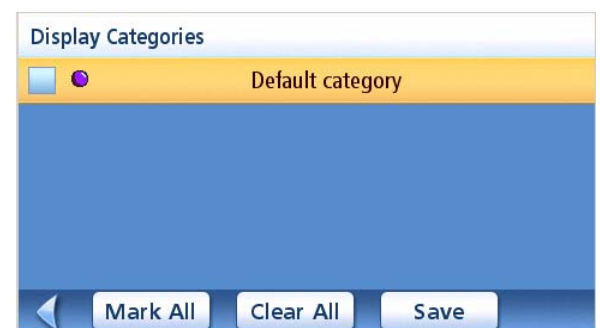 Display Categories
Default category
Mark All Clear All Save